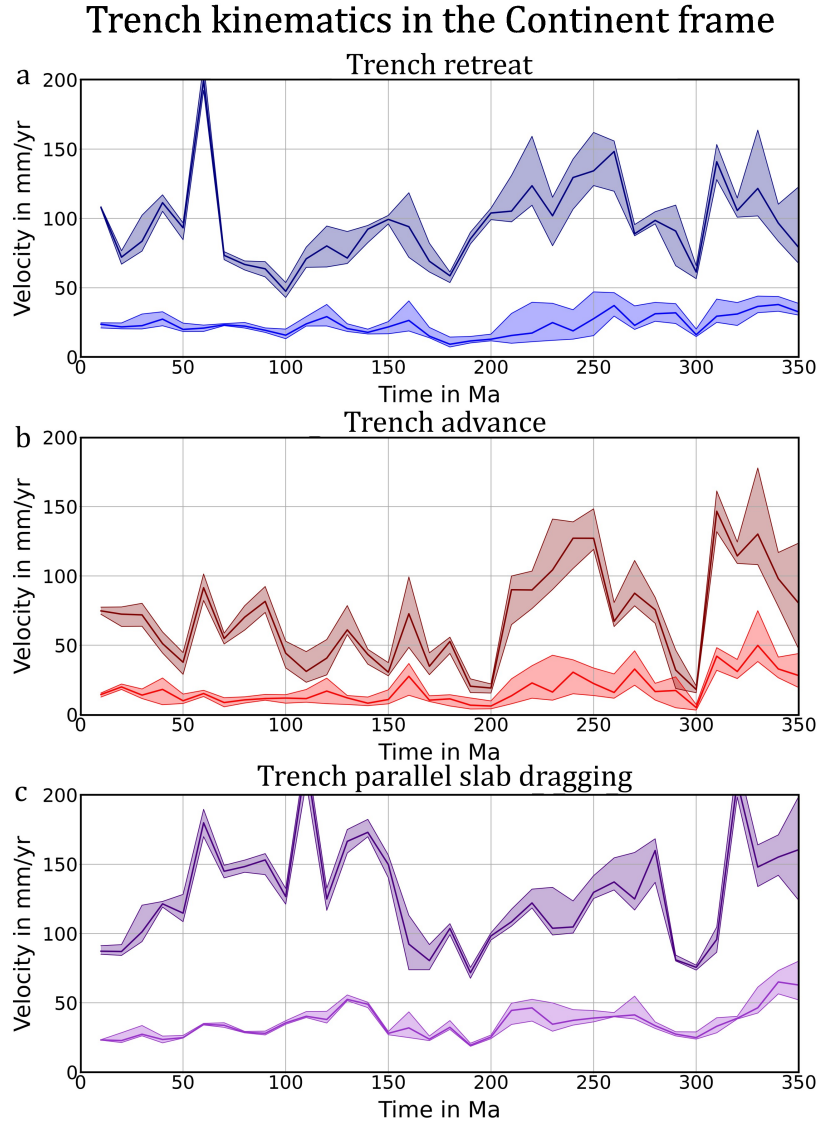 Trench kinematics in the Continent frame
a
Trench retreat
Velocity in mm/yr
200
150
100
50
0
0 50 100 150 200 250 300 350
Time in Ma
b
Trench advance
Velocity in mm/yr
200
150
100
50
0
0 50 100 150 200 250 300 350
Time in Ma
c
Trench parallel slab dragging
Velocity in mm/yr
200
150
100
50
0
0 50 100 150 200 250 300 350
Time in Ma